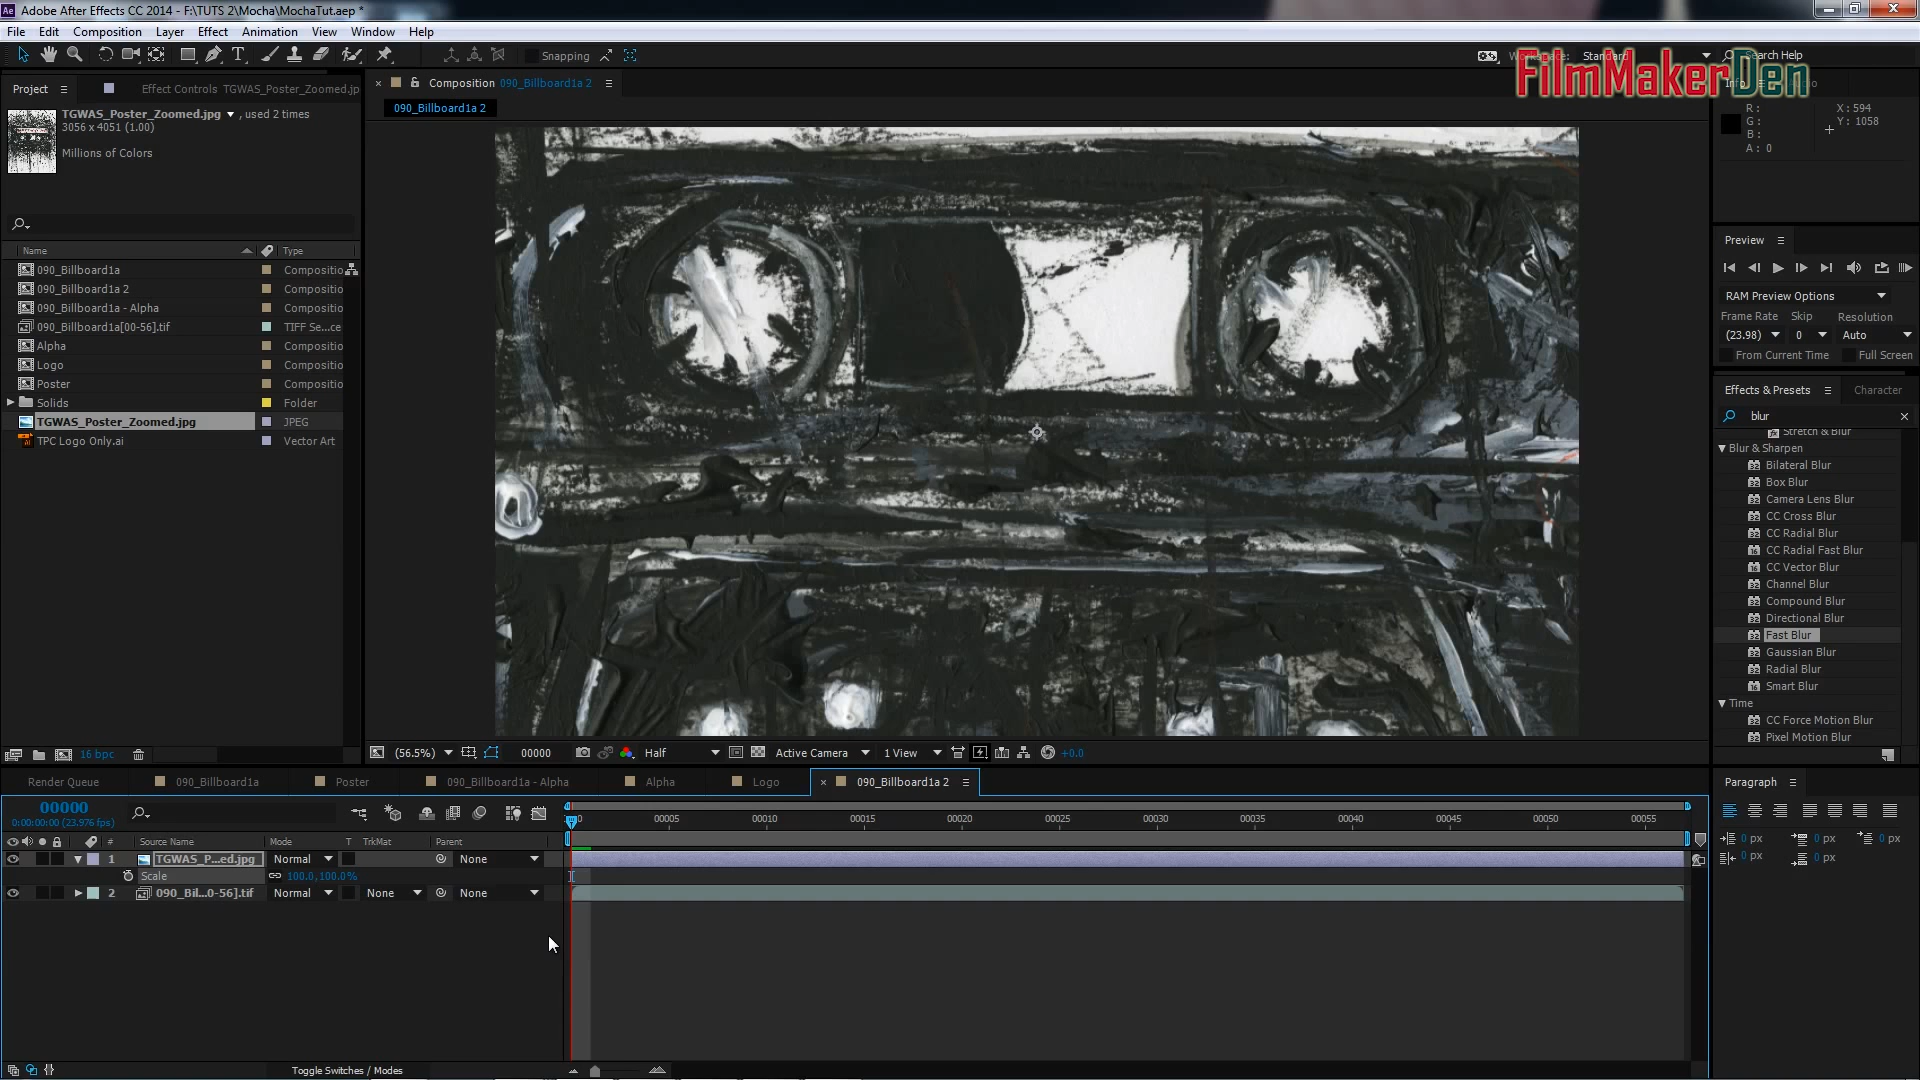 Adobe After Effects CC 2014 - F:\TUTS 2\Mocha\MochaTut.aep *
File Edit Composition Layer Effect Animation View Window Help
Snapping
Workspace: Standard
Search Help
FilmMakerDen
Project
Effect Controls TGWAS_Poster_Zoomed.jp
TGWAS_Poster_Zoomed.jpg , used 2 times
3056 x 4051 (1.00)
Millions of Colors
Name Type
090_Billboard1a Compositio
090_Billboard1a 2 Compositio
090_Billboard1a - Alpha Compositio
090_Billboard1a[00-56].tif TIFF Se...ce
Alpha Compositio
Logo Compositio
Poster Compositio
Solids Folder
TGWAS_Poster_Zoomed.jpg JPEG
TPC Logo Only.ai Vector Art
16 bpc
Composition 090_Billboard1a 2
090_Billboard1a 2
(56.5%) 00000 Half Active Camera 1 View +0.0
Info
R: X: 594
G: Y: 1058
B:
A: 0
Preview
RAM Preview Options
Frame Rate Skip Resolution
(23.98) 0 Auto
From Current Time Full Screen
Effects & Presets Character
blur
Stretch & Blur
Blur & Sharpen
Bilateral Blur
Box Blur
Camera Lens Blur
CC Cross Blur
CC Radial Blur
CC Radial Fast Blur
CC Vector Blur
Channel Blur
Compound Blur
Directional Blur
Fast Blur
Gaussian Blur
Radial Blur
Smart Blur
Time
CC Force Motion Blur
Pixel Motion Blur
Render Queue 090_Billboard1a Poster 090_Billboard1a - Alpha Alpha Logo 090_Billboard1a 2
00000
0:00:00:00 (23.976 fps)
00005 00010 00015 00020 00025 00030 00035 00040 00045 00050 00055
# Source Name Mode T TrkMat Parent
1 TGWAS_P...ed.jpg Normal None
Scale 100.0,100.0%
2 090_Bil...0-56].tif Normal None None
Toggle Switches / Modes
Paragraph
0 px 0 px 0 px
0 px 0 px